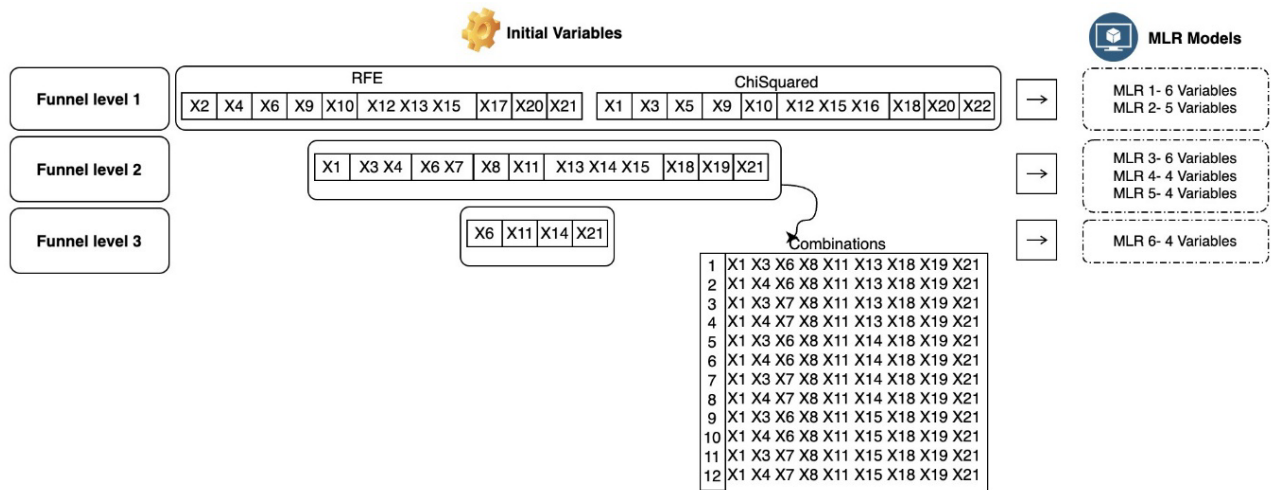 Initial Variables
MLR Models
Funnel level 1
RFE
X2 X4 X6 X9 X10 X12 X13 X15 X17 X20 X21
ChiSquared
X1 X3 X5 X9 X10 X12 X15 X16 X18 X20 X22
→
MLR 1- 6 Variables
MLR 2- 5 Variables
Funnel level 2
X1 X3 X4 X6 X7 X8 X11 X13 X14 X15 X18 X19 X21
→
MLR 3- 6 Variables
MLR 4- 4 Variables
MLR 5- 4 Variables
Funnel level 3
X6 X11 X14 X21
→
MLR 6- 4 Variables
Combinations
1 X1 X3 X6 X8 X11 X13 X18 X19 X21
2 X1 X4 X6 X8 X11 X13 X18 X19 X21
3 X1 X3 X7 X8 X11 X13 X18 X19 X21
4 X1 X4 X7 X8 X11 X13 X18 X19 X21
5 X1 X3 X6 X8 X11 X14 X18 X19 X21
6 X1 X4 X6 X8 X11 X14 X18 X19 X21
7 X1 X3 X7 X8 X11 X14 X18 X19 X21
8 X1 X4 X7 X8 X11 X14 X18 X19 X21
9 X1 X3 X6 X8 X11 X15 X18 X19 X21
10 X1 X4 X6 X8 X11 X15 X18 X19 X21
11 X1 X3 X7 X8 X11 X15 X18 X19 X21
12 X1 X4 X7 X8 X11 X15 X18 X19 X21